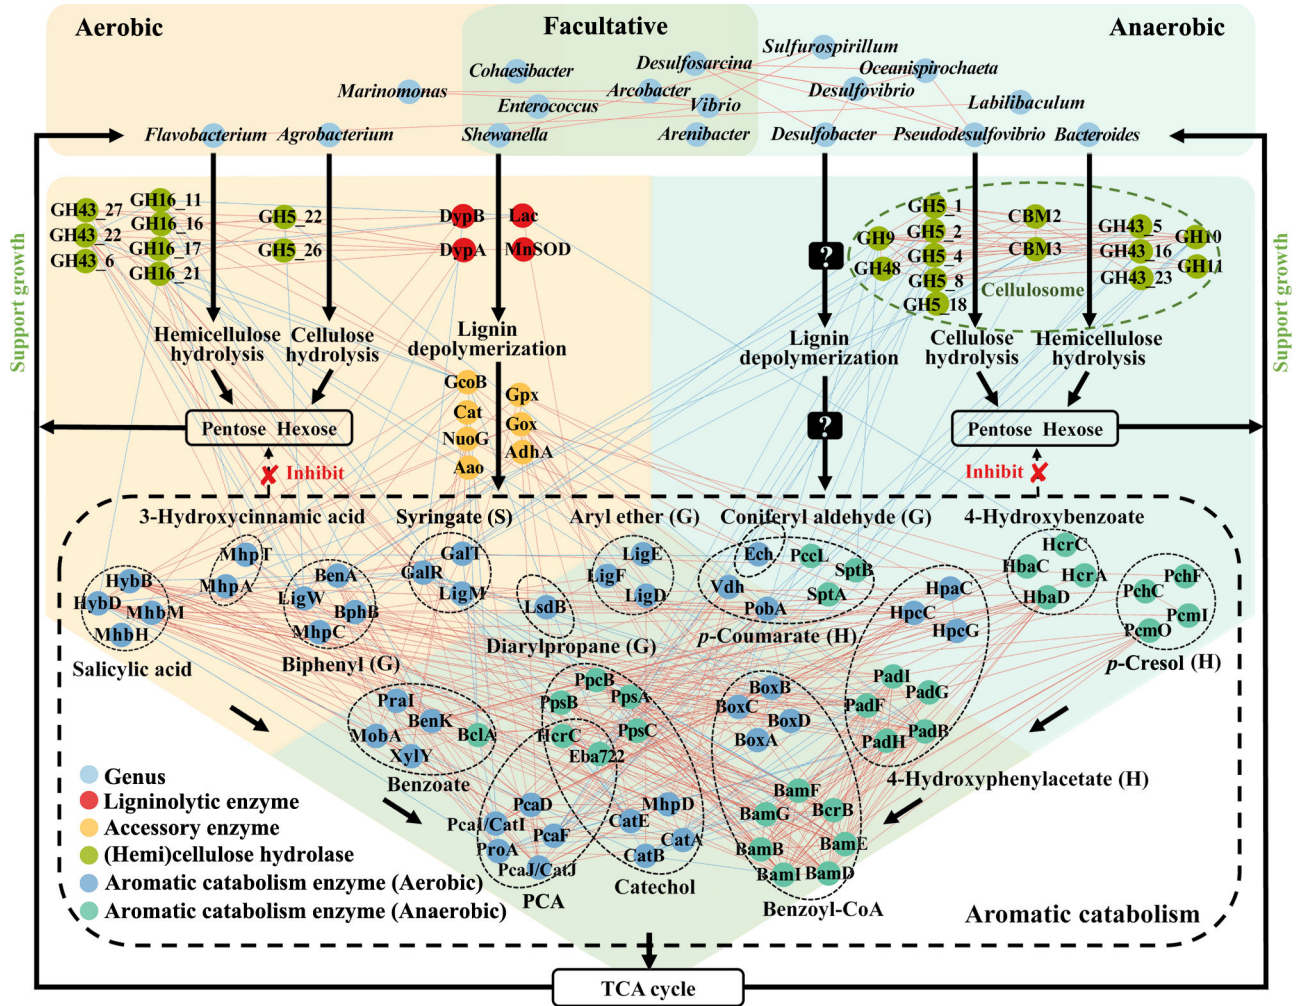 Aerobic
Facultative
Anaerobic
Sulfurospirillum
Desulfosarcina
Cohaesibacter
Oceanispirochaeta
Marinomonas
Arcobacter
Desulfovibrio
Enterococcus
Vibrio
Labilibaculum
Flavobacterium
Agrobacterium
Shewanella
Arenibacter
Desulfobacter
Pseudodesulfovibrio
Bacteroides
GH43_27
GH43_22
GH43_6
GH16_11
GH16_16
GH16_17
GH16_21
GH5_22
GH5_26
DypB
Lac
DypA
MnSOD
?
GH9
GH48
GH5_1
GH5_2
GH5_4
GH5_8
GH5_18
CBM2
CBM3
GH43_5
GH43_16
GH43_23
GH10
GH11
Cellulosome
Support growth
Support growth
Hemicellulose
hydrolysis
Cellulose
hydrolysis
Lignin
depolymerization
Lignin
depolymerization
Cellulose
hydrolysis
Hemicellulose
hydrolysis
GcoB
Cat
NuoG
Aao
Gpx
Gox
AdhA
?
Pentose Hexose
Pentose Hexose
Inhibit
Inhibit
3-Hydroxycinnamic acid
Syringate (S)
Aryl ether (G)
Coniferyl aldehyde (G)
4-Hydroxybenzoate
MhpT
MhpA
HybB
HybD
MhbM
MhbH
Salicylic acid
BenA
LigW
BphB
MhpC
Biphenyl (G)
GalT
GalR
LigM
LsdB
Diarylpropane (G)
LigE
LigF
LigD
Ech
PccL
SptB
Vdh
SptA
PobA
p-Coumarate (H)
HpaC
HpcC
HpcG
PadI
PadG
PadF
PadB
PadH
4-Hydroxyphenylacetate (H)
HcrC
HbaC
HcrA
HbaD
PchF
PchC
PcmI
PcmO
p-Cresol (H)
PraI
BenK
MobA
BclA
XylY
Benzoate
PpcB
PpsB
PpsA
PpsC
HcrC
Eba722
PcaD
PcaI/CatI
PcaF
ProA
PcaJ/CatJ
PCA
MhpD
CatE
CatA
CatB
Catechol
BoxB
BoxC
BoxD
BoxA
BamF
BamG
BcrB
BamB
BamE
BamI
BamD
Benzoyl-CoA
Genus
Ligninolytic enzyme
Accessory enzyme
(Hemi)cellulose hydrolase
Aromatic catabolism enzyme (Aerobic)
Aromatic catabolism enzyme (Anaerobic)
Aromatic catabolism
TCA cycle